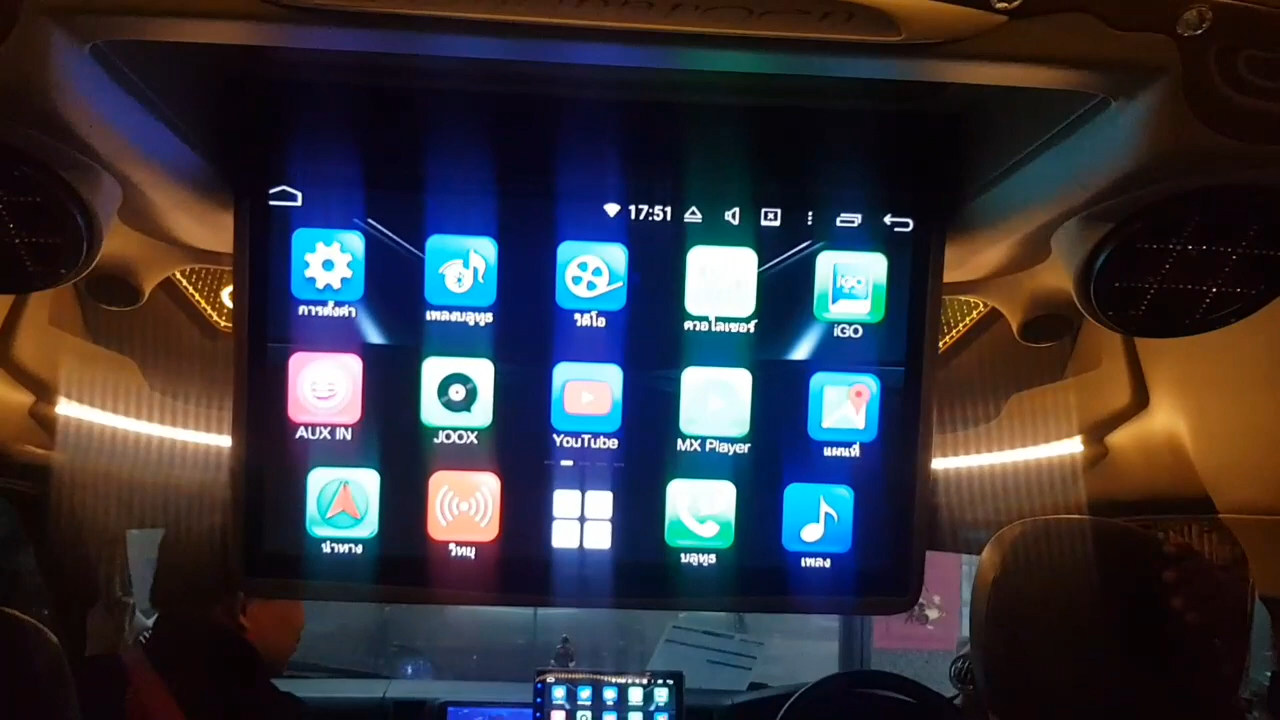 17:51
การตั้งค่า
เพลงบลูทูธ
วิดีโอ
ควอไลเซอร์
iGO
iGO
AUX IN
JOOX
YouTube
MX Player
แผนที่
นำทาง
วิทยุ
บลูทูธ
เพลง